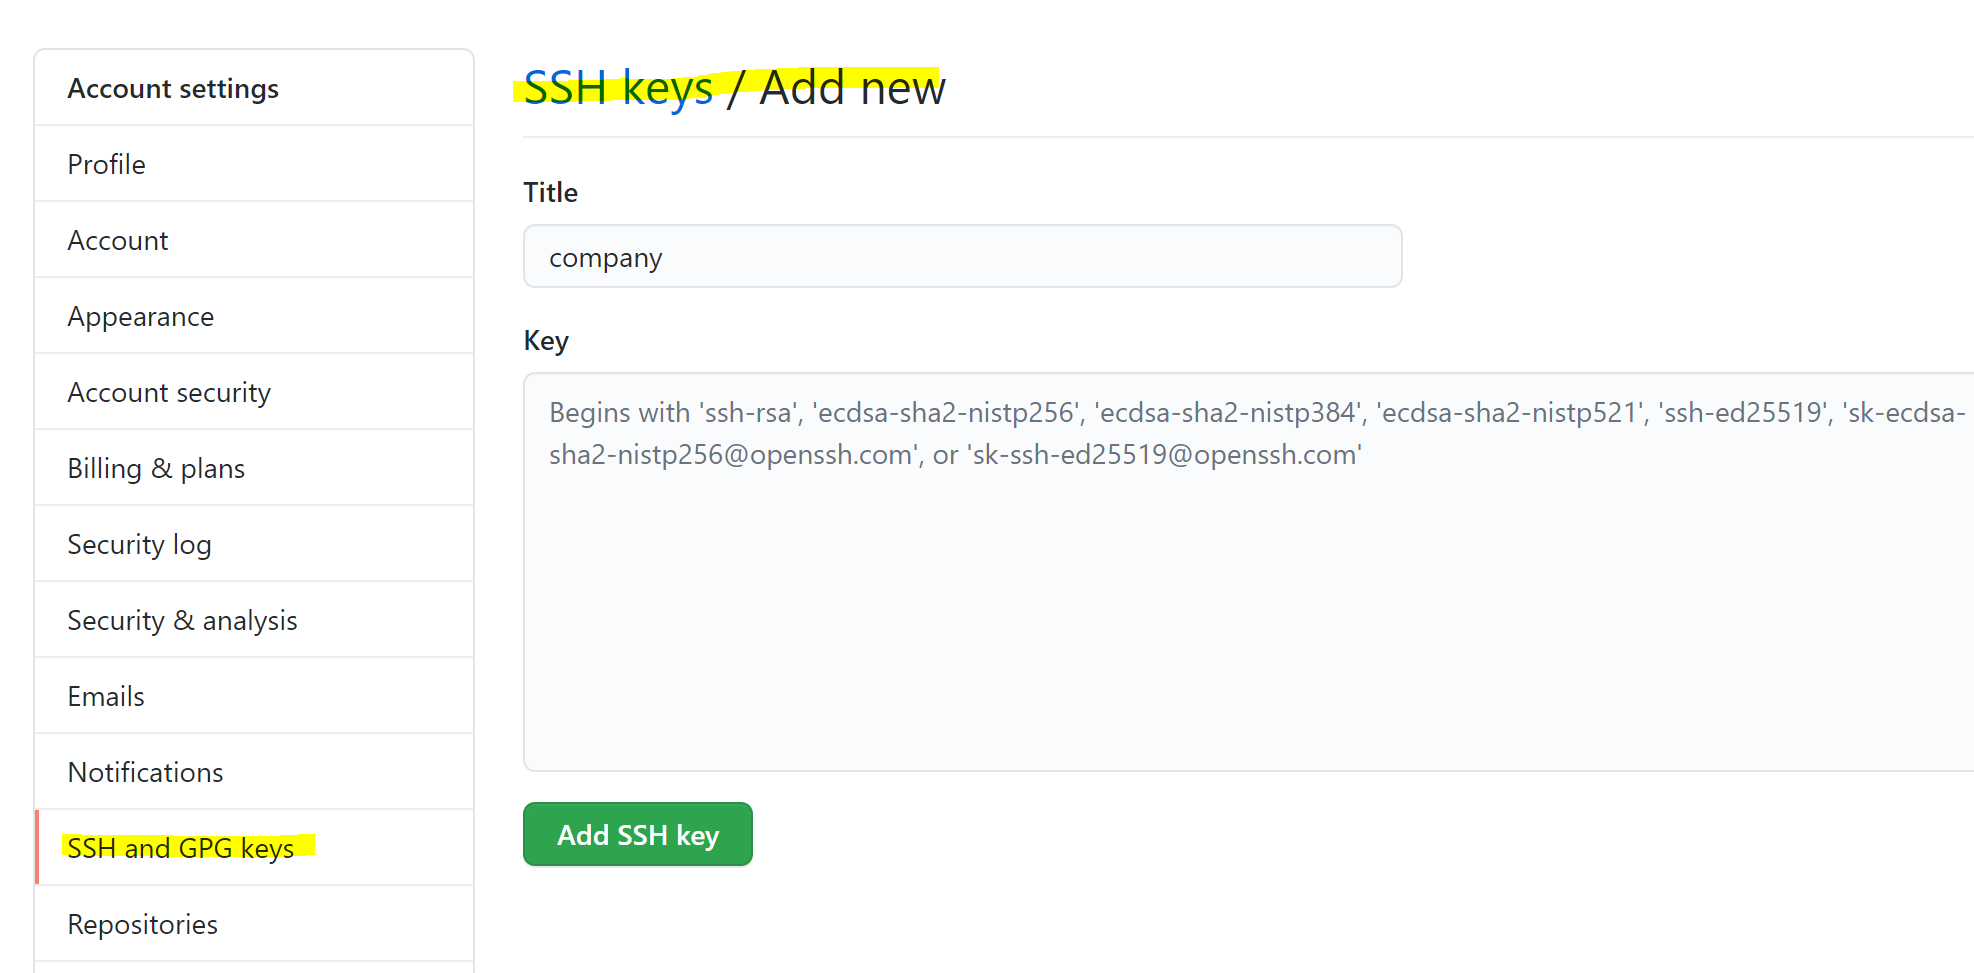 Account settings
Profile
Account
Appearance
Account security
Billing & plans
Security log
Security & analysis
Emails
Notifications
SSH and GPG keys
Repositories
SSH keys / Add new
Title
company
Key
Begins with 'ssh-rsa', 'ecdsa-sha2-nistp256', 'ecdsa-sha2-nistp384', 'ecdsa-sha2-nistp521', 'ssh-ed25519', 'sk-ecdsa-
sha2-nistp256@openssh.com', or 'sk-ssh-ed25519@openssh.com'
Add SSH key